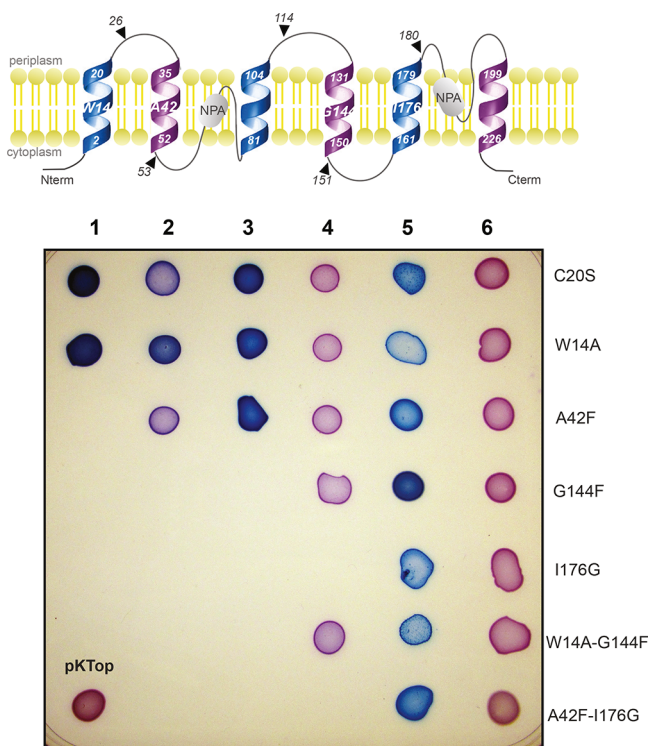 26
114
180
periplasm
20 35 104 131 179 199
W14 A42 NPA G144 I176 NPA
2 52 81 150 161 226
cytoplasm
53
151
Nterm Cterm
1 2 3 4 5 6
C20S
W14A
A42F
G144F
I176G
W14A-G144F
pKTop
A42F-I176G